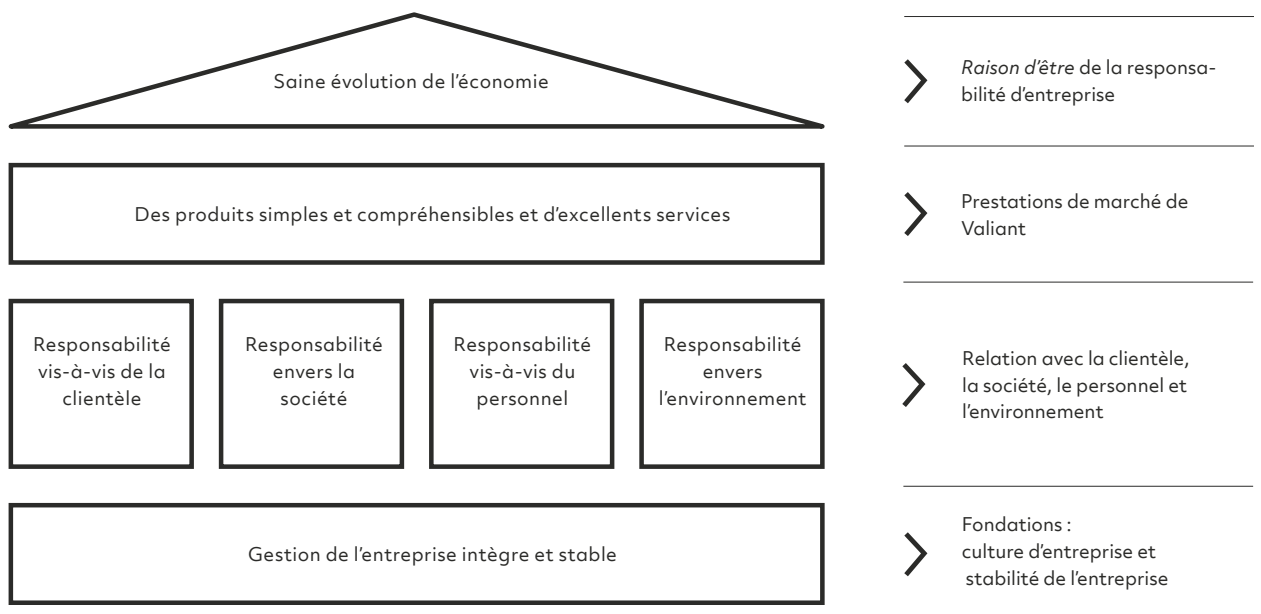 Saine évolution de l’économie
Raison d’être de la responsa-
bilité d’entreprise
Des produits simples et compréhensibles et d’excellents services
Prestations de marché de
Valiant
Responsabilité
vis-à-vis de la
clientèle
Responsabilité
envers la
société
Responsabilité
vis-à-vis du
personnel
Responsabilité
envers
l’environnement
Relation avec la clientèle,
la société, le personnel et
l’environnement
Gestion de l’entreprise intègre et stable
Fondations :
culture d’entreprise et
stabilité de l’entreprise